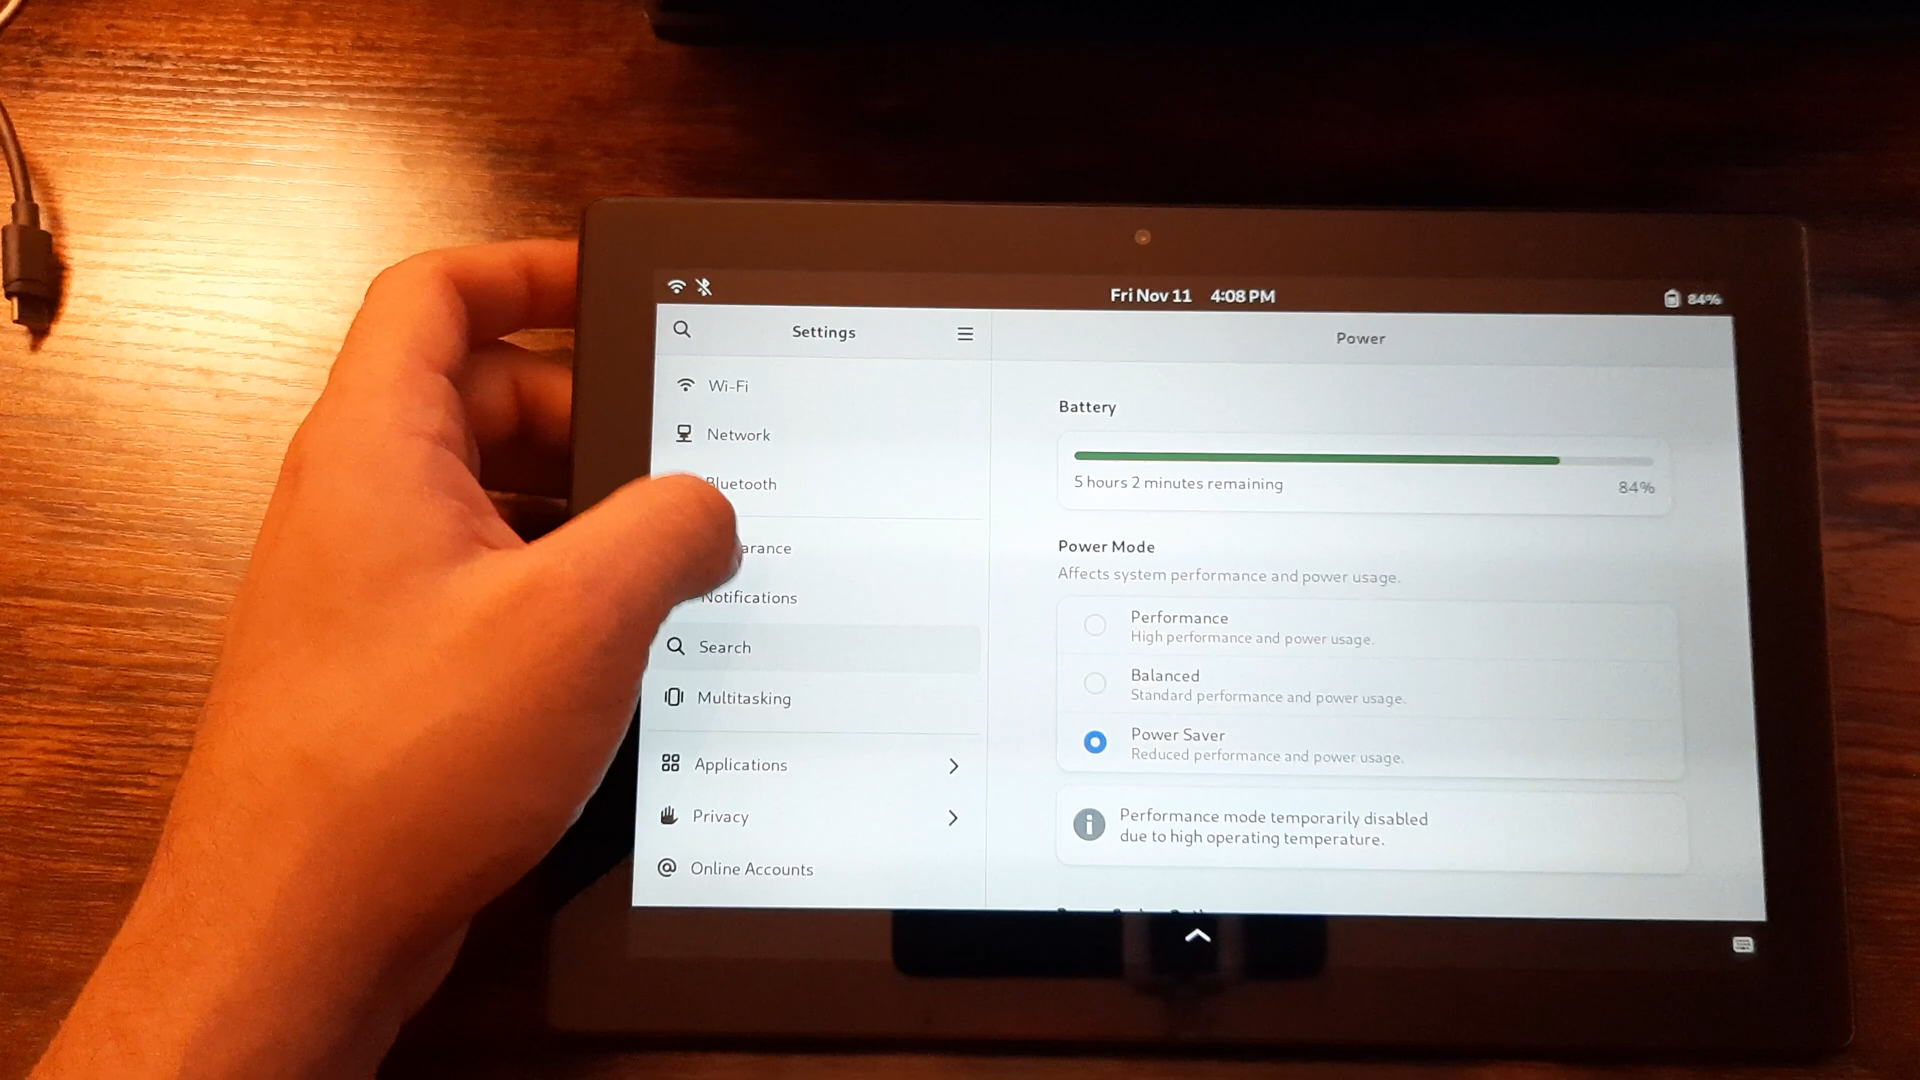 Fri Nov 11 4:08 PM
84%
Settings
Power
Wi-Fi
Network
Bluetooth
arance
Notifications
Search
Multitasking
Applications
Privacy
Online Accounts
Battery
5 hours 2 minutes remaining
84%
Power Mode
Affects system performance and power usage.
Performance
High performance and power usage.
Balanced
Standard performance and power usage.
Power Saver
Reduced performance and power usage.
Performance mode temporarily disabled
due to high operating temperature.